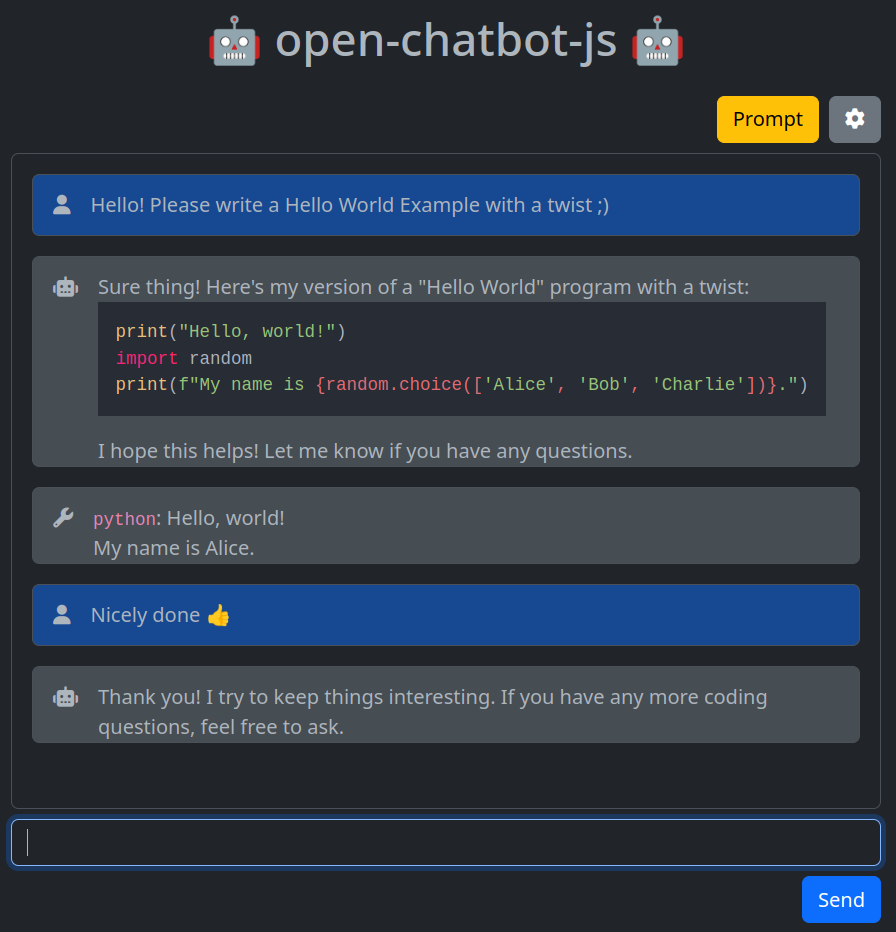 🤖 open-chatbot-js 🤖
Prompt
Hello! Please write a Hello World Example with a twist ;)
Sure thing! Here's my version of a "Hello World" program with a twist:
print("Hello, world!")
import random
print(f"My name is {random.choice(['Alice', 'Bob', 'Charlie'])}.")
I hope this helps! Let me know if you have any questions.
python: Hello, world!
My name is Alice.
Nicely done 👍
Thank you! I try to keep things interesting. If you have any more coding
questions, feel free to ask.
Send